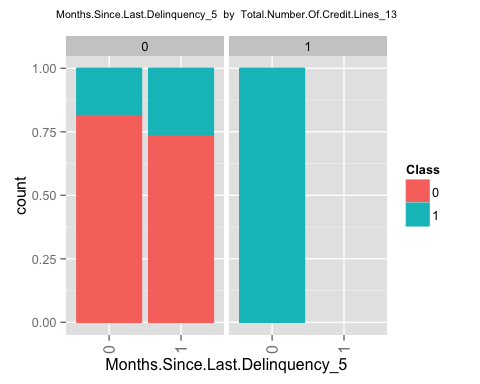 Months.Since.Last.Delinquency_5 by Total.Number.Of.Credit.Lines_13
0 1
1.00
0.75
0.50
0.25
0.00
count
0 1 0 1
Months.Since.Last.Delinquency_5
Class
0
1